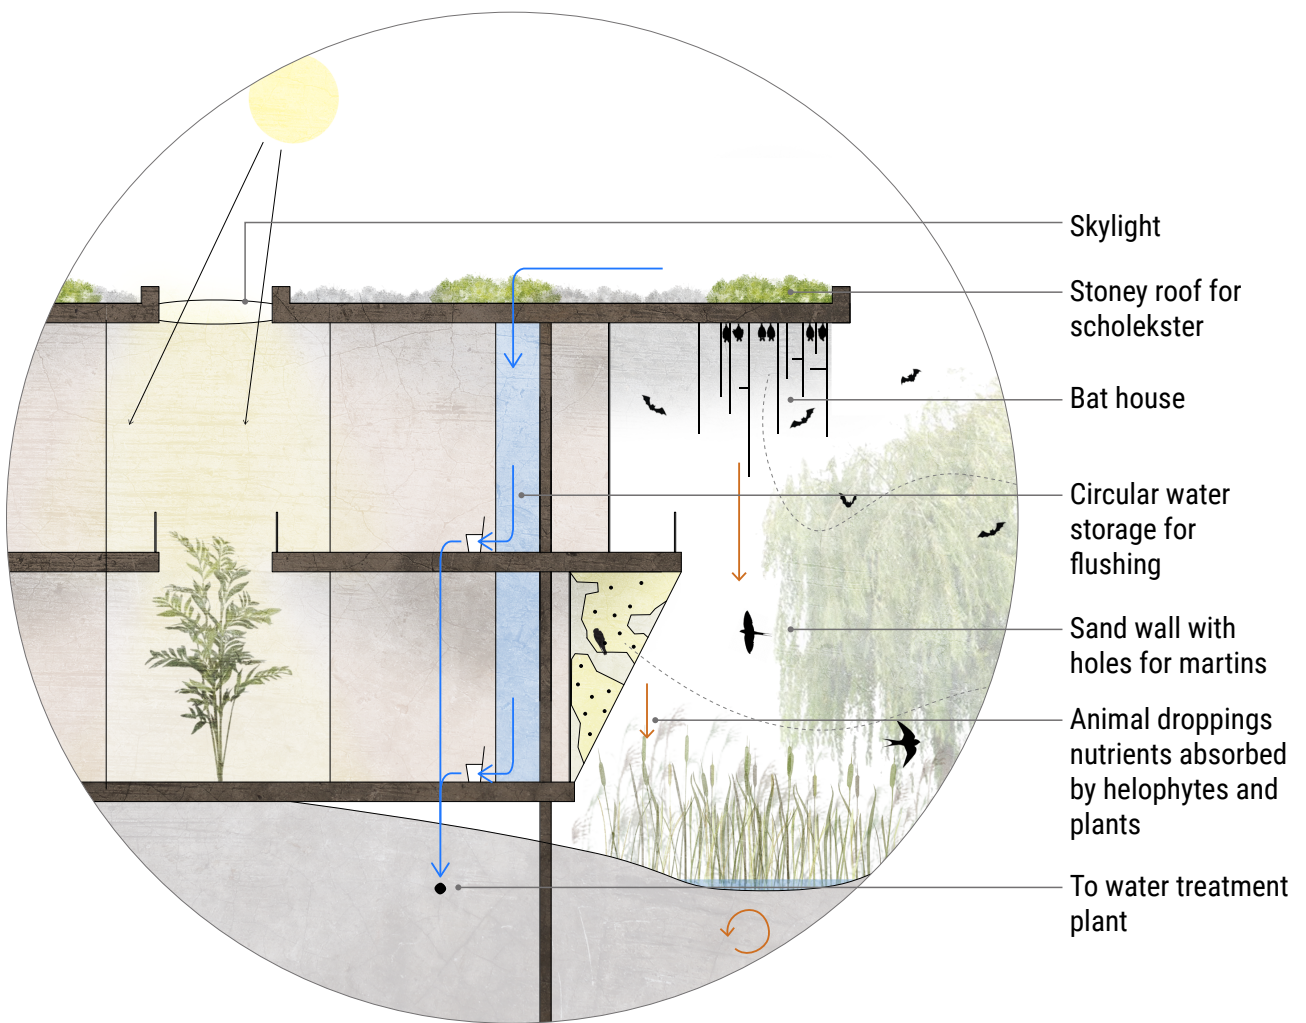 Skylight
Stoney roof for
scholekster
Bat house
Circular water
storage for
flushing
Sand wall with
holes for martins
Animal droppings
nutrients absorbed
by helophytes and
plants
To water treatment
plant